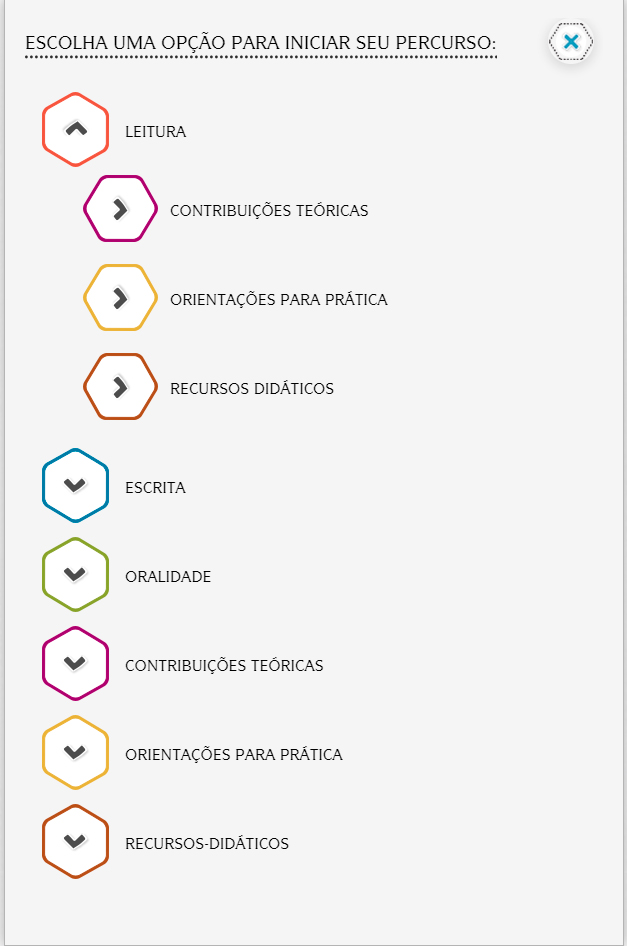 ESCOLHA UMA OPÇÃO PARA INICIAR SEU PERCURSO:
LEITURA
CONTRIBUIÇÕES TEÓRICAS
ORIENTAÇÕES PARA PRÁTICA
RECURSOS DIDÁTICOS
ESCRITA
ORALIDADE
CONTRIBUIÇÕES TEÓRICAS
ORIENTAÇÕES PARA PRÁTICA
RECURSOS-DIDÁTICOS